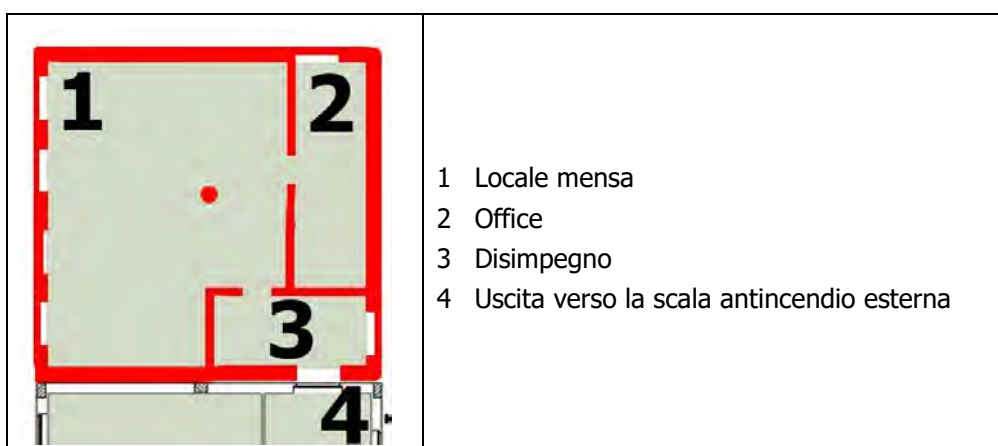 1
2
3
4
1 Locale mensa
2 Office
3 Disimpegno
4 Uscita verso la scala antincendio esterna